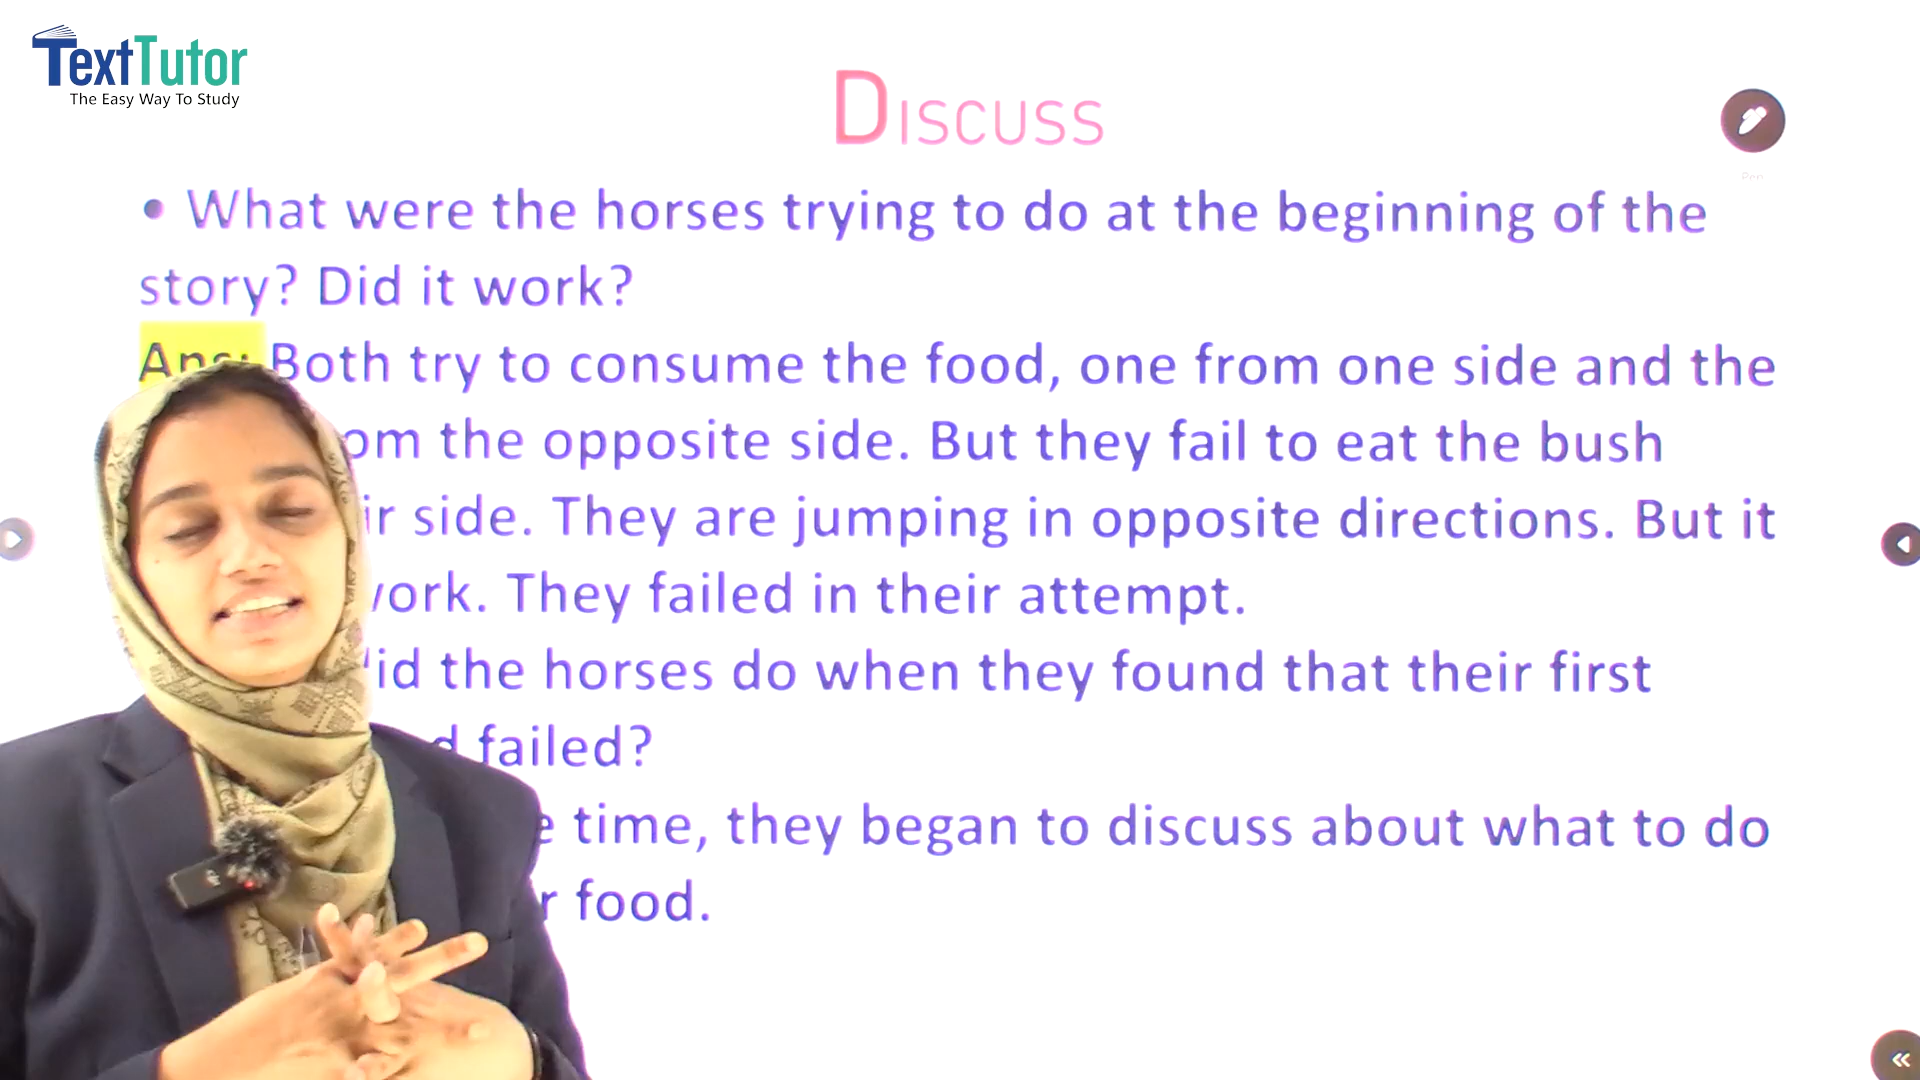 TextTutor
The Easy Way To Study
DISCUSS
• What were the horses trying to do at the beginning of the
story? Did it work?
Ans: Both try to consume the food, one from one side and the
the opposite side. But they fail to eat the bush
side. They are jumping in opposite directions. But it
They failed in their attempt.
the horses do when they found that their first
failed?
time, they began to discuss about what to do
food.